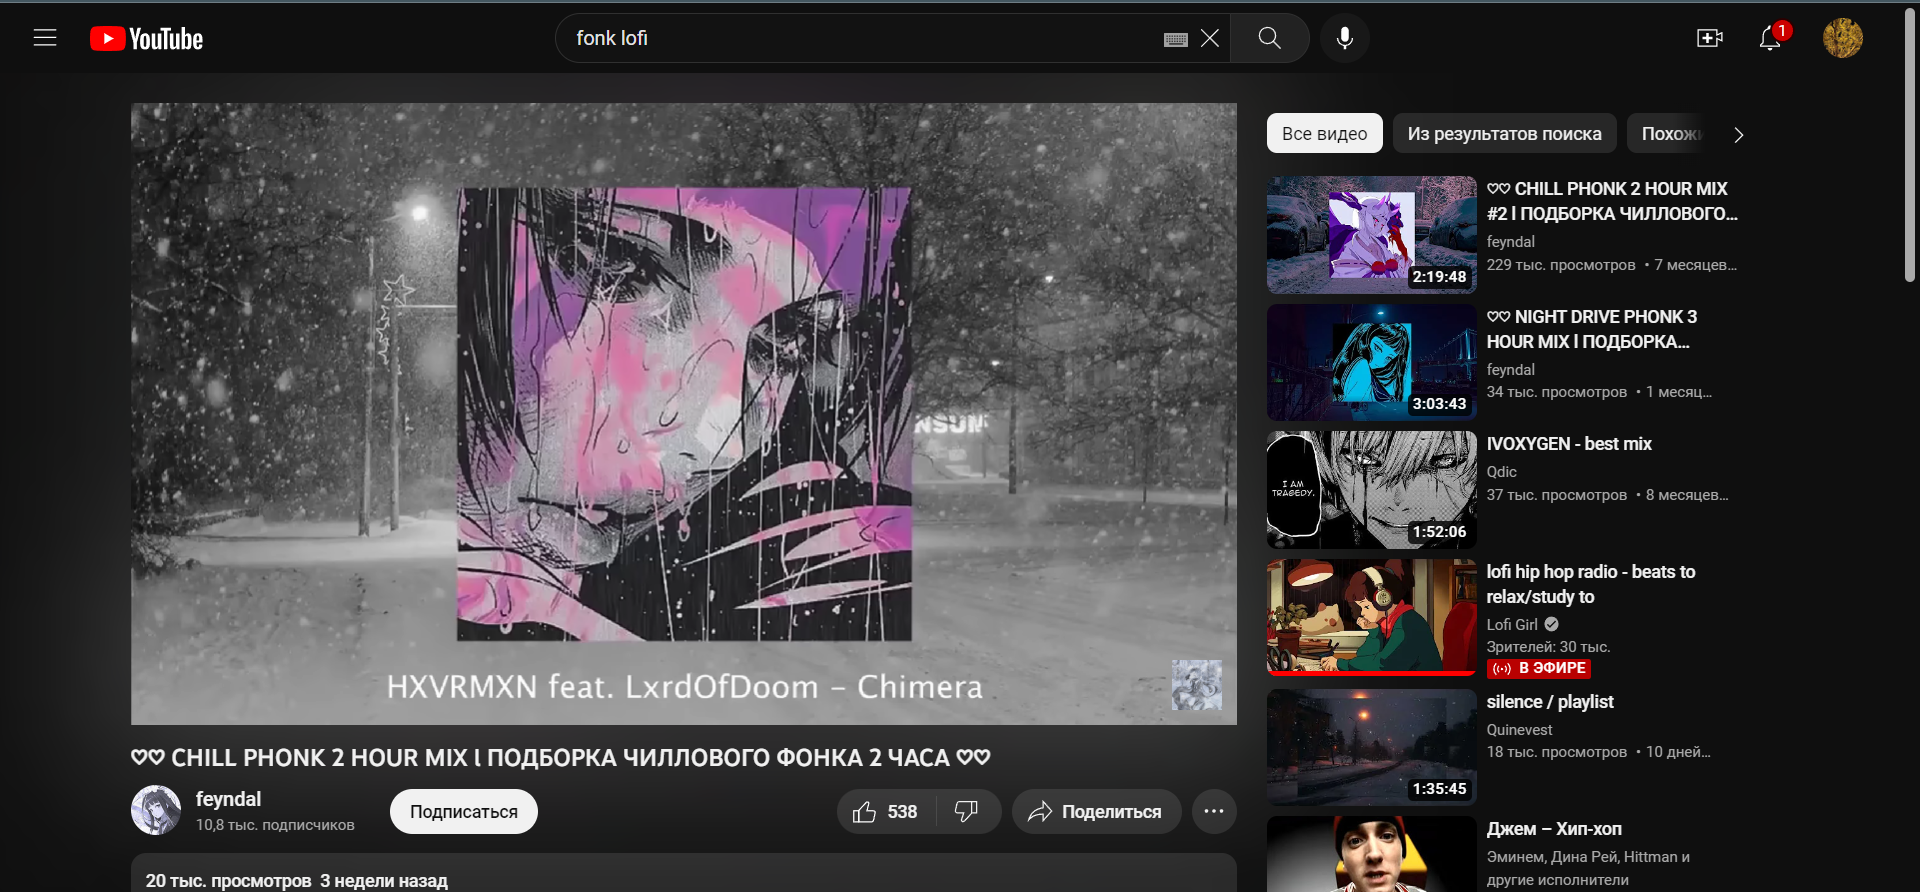 YouTube
fonk lofi
1
NSUM
HXVRMXN feat. LxrdOfDoom – Chimera
♡♡ CHILL PHONK 2 HOUR MIX l ПОДБОРКА ЧИЛЛОВОГО ФОНКА 2 ЧАСА ♡♡
feyndal
10,8 тыс. подписчиков
Подписаться
538
Поделиться
20 тыс. просмотров 3 недели назад
Все видео
Из результатов поиска
Похожи
♡♡ CHILL PHONK 2 HOUR MIX
#2 l ПОДБОРКА ЧИЛЛОВОГО...
feyndal
229 тыс. просмотров • 7 месяцев...
2:19:48
♡♡ NIGHT DRIVE PHONK 3
HOUR MIX l ПОДБОРКА...
feyndal
34 тыс. просмотров • 1 месяц...
3:03:43
I AM
TRAGEDY.
1:52:06
IVOXYGEN - best mix
Qdic
37 тыс. просмотров • 8 месяцев...
lofi hip hop radio - beats to
relax/study to
Lofi Girl
Зрителей: 30 тыс.
В ЭФИРЕ
silence / playlist
Quinevest
18 тыс. просмотров • 10 дней...
1:35:45
Джем – Хип-хоп
Эминем, Дина Рей, Hittman и
другие исполнители